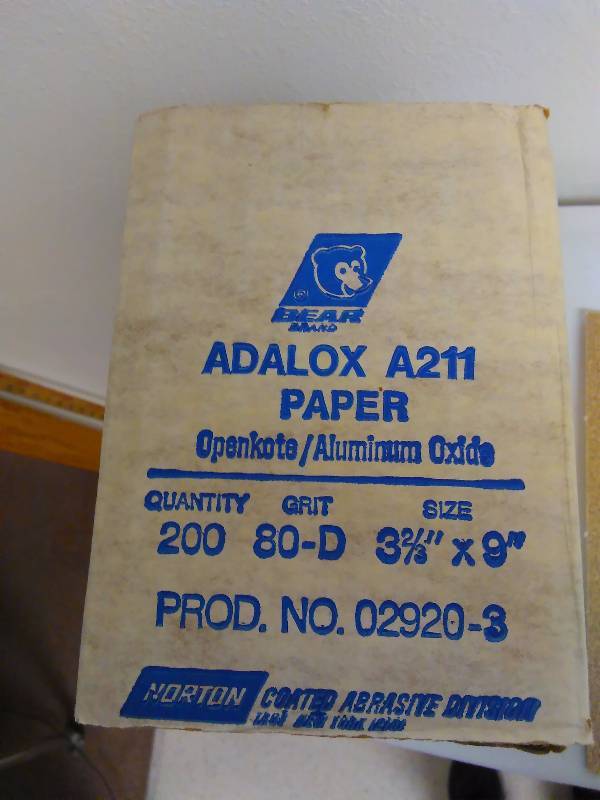 BEAR
BRAND
ADALOX A211
PAPER
Openkote/Aluminum Oxide
QUANTITY GRIT SIZE
200 80-D 3⅔" x 9"
PROD. NO. 02920-3
NORTON COATED ABRASIVE DIVISION